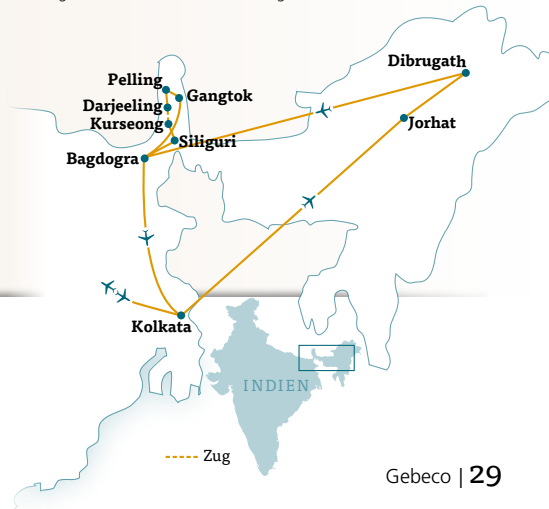 Dibrugath
Pelling
Gangtok
Darjeeling
Kurseong
Jorhat
Siliguri
Bagdogra
Kolkata
INDIEN
Zug
Gebeco | 29